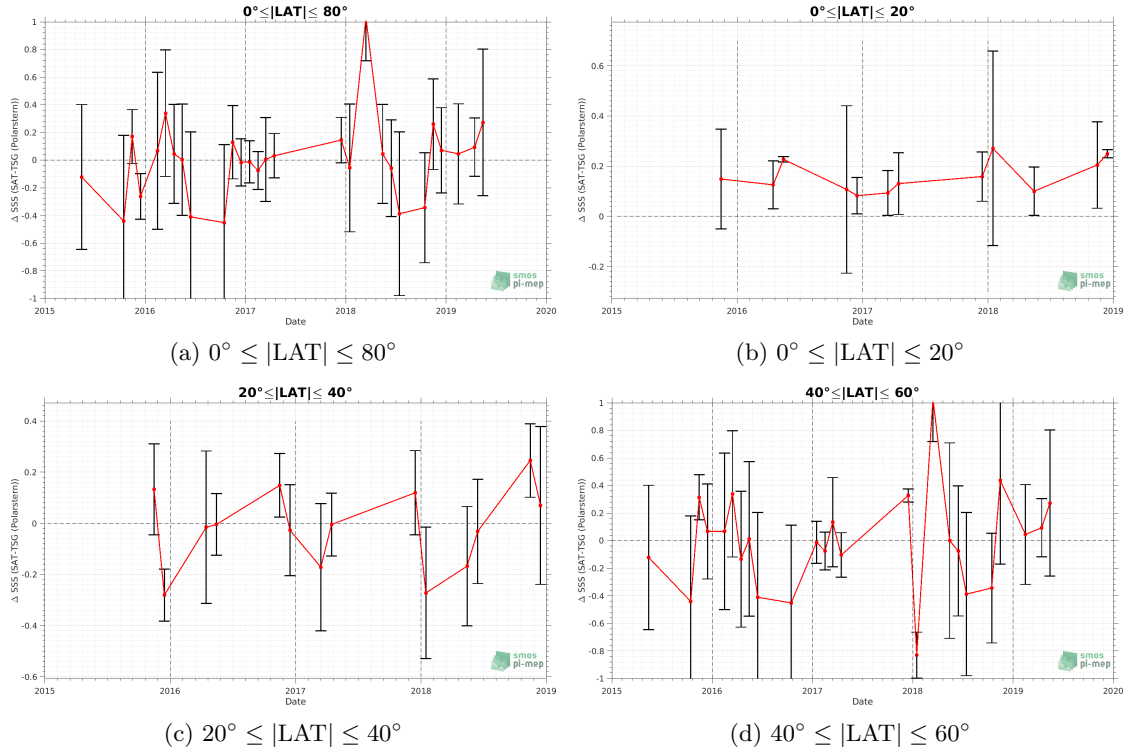 0°≤|LAT|≤ 80°
Δ SSS (SAT-TSG (Polarstern))
1
0.8
0.6
0.4
0.2
0
-0.2
-0.4
-0.6
-0.8
-1
2015 2016 2017 2018 2019 2020
Date
smos
pi-mep
(a) 0° ≤ |LAT| ≤ 80°
0°≤|LAT|≤ 20°
Δ SSS (SAT-TSG (Polarstern))
0.6
0.4
0.2
0
-0.2
2016 2017 2018 2019
Date
smos
pi-mep
(b) 0° ≤ |LAT| ≤ 20°
20°≤|LAT|≤ 40°
Δ SSS (SAT-TSG (Polarstern))
0.4
0.2
0
-0.2
-0.4
-0.6
2015 2016 2017 2018 2019
Date
smos
pi-mep
(c) 20° ≤ |LAT| ≤ 40°
40°≤|LAT|≤ 60°
Δ SSS (SAT-TSG (Polarstern))
1
0.8
0.6
0.4
0.2
0
-0.2
-0.4
-0.6
-0.8
-1
2015 2016 2017 2018 2019 2020
Date
smos
pi-mep
(d) 40° ≤ |LAT| ≤ 60°